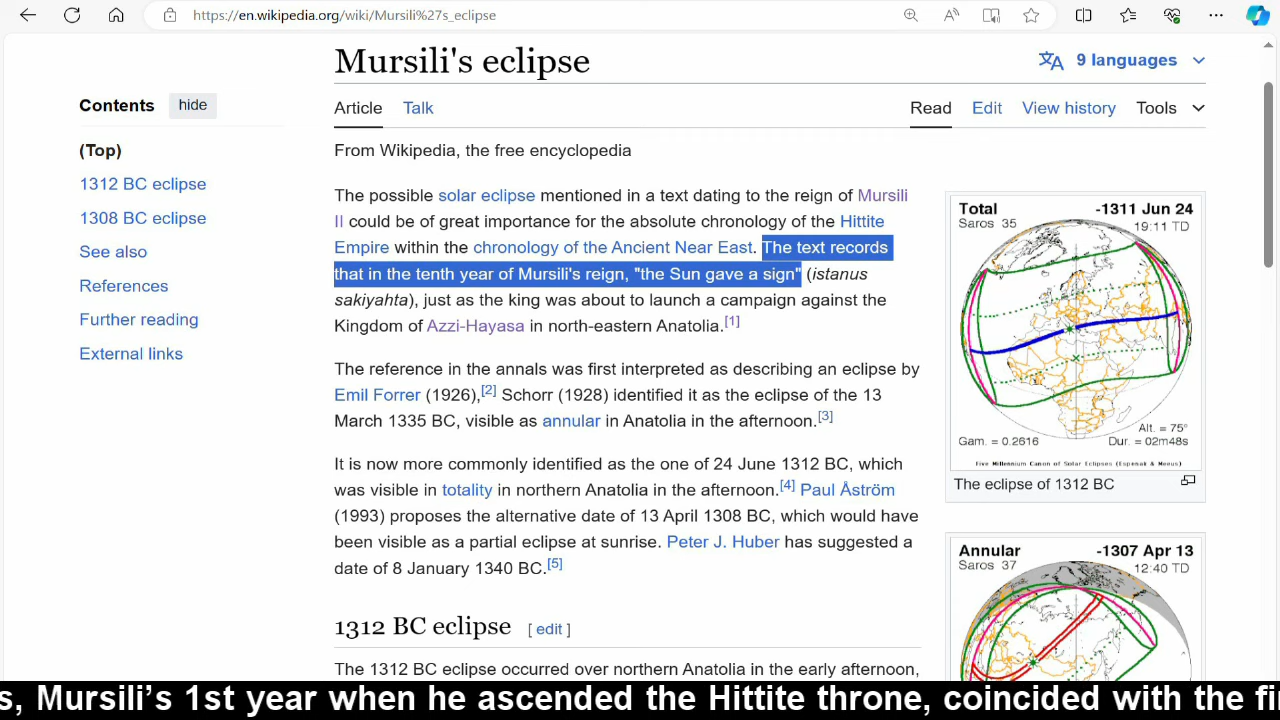 https://en.wikipedia.org/wiki/Mursili%27s_eclipse
Mursili's eclipse
9 languages
Contents hide
(Top)
1312 BC eclipse
1308 BC eclipse
See also
References
Further reading
External links
Article Talk Read Edit View history Tools
From Wikipedia, the free encyclopedia
The possible solar eclipse mentioned in a text dating to the reign of Mursili
II could be of great importance for the absolute chronology of the Hittite
Empire within the chronology of the Ancient Near East. The text records
that in the tenth year of Mursili's reign, "the Sun gave a sign" (istanus
sakiyahta), just as the king was about to launch a campaign against the
Kingdom of Azzi-Hayasa in north-eastern Anatolia.[1]
The reference in the annals was first interpreted as describing an eclipse by
Emil Forrer (1926),[2] Schorr (1928) identified it as the eclipse of the 13
March 1335 BC, visible as annular in Anatolia in the afternoon.[3]
It is now more commonly identified as the one of 24 June 1312 BC, which
was visible in totality in northern Anatolia in the afternoon.[4] Paul Åström
(1993) proposes the alternative date of 13 April 1308 BC, which would have
been visible as a partial eclipse at sunrise. Peter J. Huber has suggested a
date of 8 January 1340 BC.[5]
1312 BC eclipse [ edit ]
The 1312 BC eclipse occurred over northern Anatolia in the early afternoon,
Total -1311 Jun 24
Saros 35 19:11 TD
Alt. = 75°
Gam. = 0.2616 Dur. = 02m48s
Five Millennium Canon of Solar Eclipses (Espenak & Meeus)
The eclipse of 1312 BC
Annular -1307 Apr 13
Saros 37 12:40 TD
s, Mursili’s 1st year when he ascended the Hittite throne, coincided with the fi